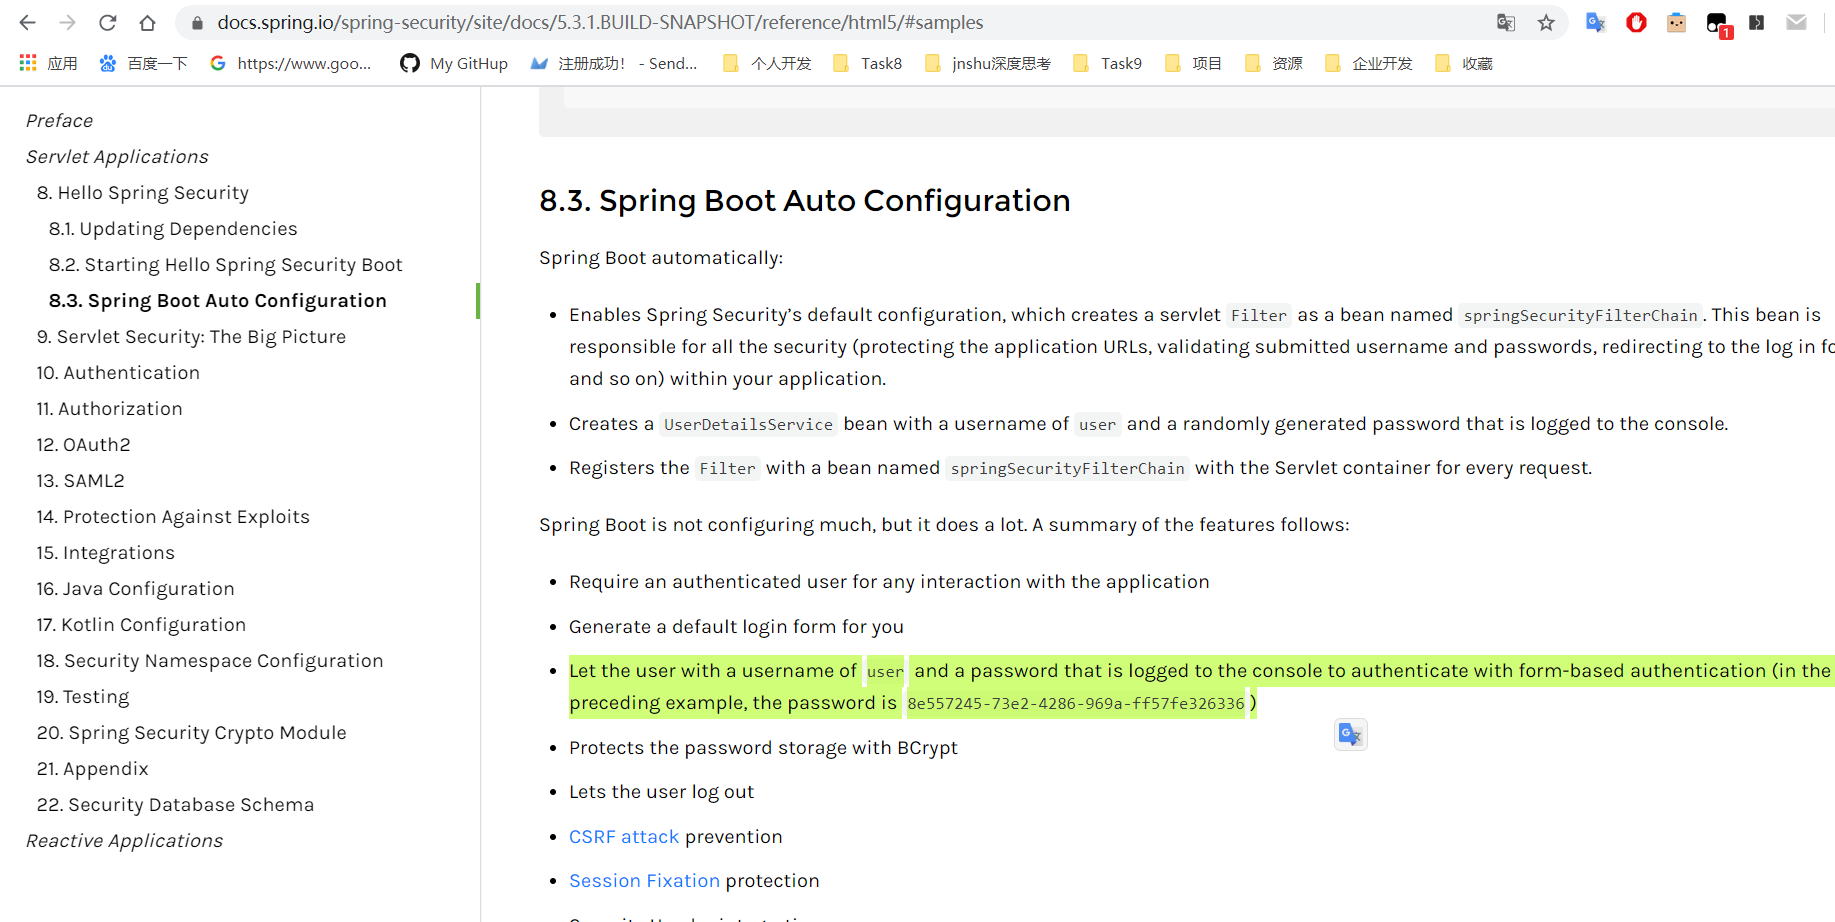 docs.spring.io/spring-security/site/docs/5.3.1.BUILD-SNAPSHOT/reference/html5/#samples
1
应用 百度一下 https://www.goo... My GitHup 注册成功！ - Send... 个人开发 Task8 jnshu深度思考 Task9 项目 资源 企业开发 收藏
Preface
Servlet Applications
8. Hello Spring Security
8.1. Updating Dependencies
8.2. Starting Hello Spring Security Boot
8.3. Spring Boot Auto Configuration
9. Servlet Security: The Big Picture
10. Authentication
11. Authorization
12. OAuth2
13. SAML2
14. Protection Against Exploits
15. Integrations
16. Java Configuration
17. Kotlin Configuration
18. Security Namespace Configuration
19. Testing
20. Spring Security Crypto Module
21. Appendix
22. Security Database Schema
Reactive Applications
8.3. Spring Boot Auto Configuration
Spring Boot automatically:
• Enables Spring Security’s default configuration, which creates a servlet Filter as a bean named springSecurityFilterChain. This bean is
responsible for all the security (protecting the application URLs, validating submitted username and passwords, redirecting to the log in fo
and so on) within your application.
• Creates a UserDetailsService bean with a username of user and a randomly generated password that is logged to the console.
• Registers the Filter with a bean named springSecurityFilterChain with the Servlet container for every request.
Spring Boot is not configuring much, but it does a lot. A summary of the features follows:
• Require an authenticated user for any interaction with the application
• Generate a default login form for you
• Let the user with a username of user and a password that is logged to the console to authenticate with form-based authentication (in the
preceding example, the password is 8e557245-73e2-4286-969a-ff57fe326336)
• Protects the password storage with BCrypt
• Lets the user log out
• CSRF attack prevention
• Session Fixation protection